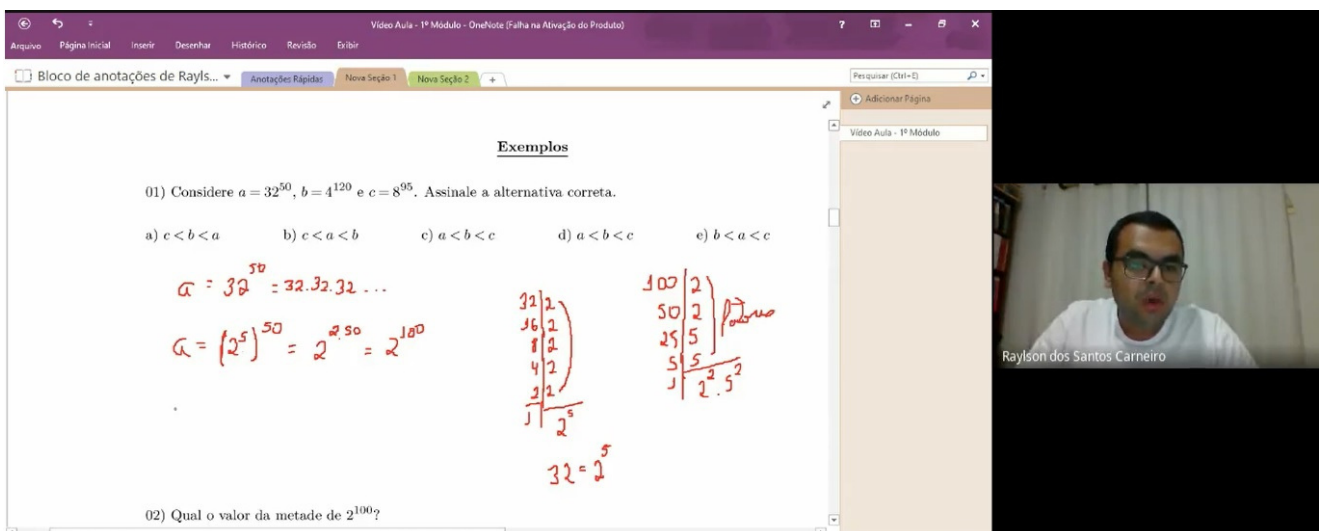 Vídeo Aula - 1º Módulo - OneNote (Falha na Ativação do Produto)
Arquivo Página Inicial Inserir Desenhar Histórico Revisão Exibir
Bloco de anotações de Rayls... Anotações Rápidas Nova Seção 1 Nova Seção 2 +
Pesquisar (Ctrl+E)
Adicionar Página
Vídeo Aula - 1º Módulo
Exemplos
01) Considere a = 32^50, b = 4^120 e c = 8^95. Assinale a alternativa correta.
a) c < b < a b) c < a < b c) a < b < c d) a < b < c e) b < a < c
a = 32^50 = 32.32.32 ...
a = (2^5)^50 = 2^2.50 = 2^100
32 | 2
16 | 2
8 | 2
4 | 2
2 | 2
1 | 2^5
32 = 2^5
100 | 2
50 | 2
25 | 5
5 | 5
1 | 2^2 . 5^2
02) Qual o valor da metade de 2^100?
Raylson dos Santos Carneiro